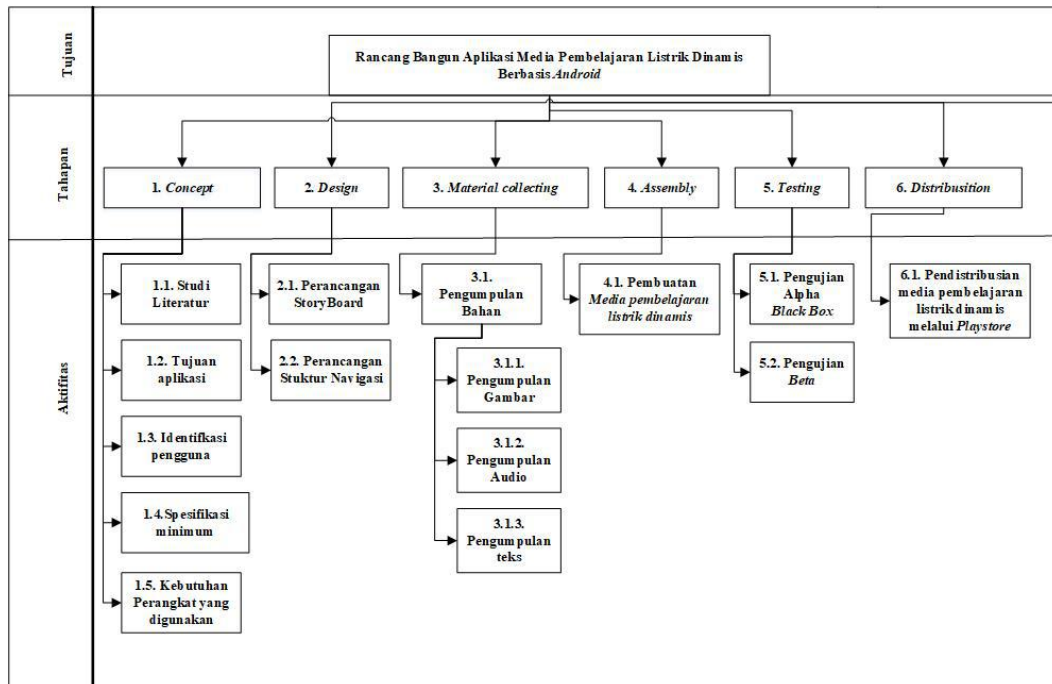 Tujuan
Rancang Bangun Aplikasi Media Pembelajaran Listrik Dinamis
Berbasis Android
Tahapan
1. Concept
2. Design
3. Material collecting
4. Assembly
5. Testing
6. Distribusition
Aktifitas
1.1. Studi
Literatur
1.2. Tujuan
aplikasi
1.3. Identifkasi
pengguna
1.4.Spesifikasi
minimum
1.5. Kebutuhan
Perangkat yang
digunakan
2.1. Perancangan
StoryBoard
2.2. Perancangan
Stuktur Navigasi
3.1.
Pengumpulan
Bahan
3.1.1.
Pengumpulan
Gambar
3.1.2.
Pengumpulan
Audio
3.1.3.
Pengumpulan
teks
4.1. Pembuatan
Media pembelajaran
listrik dinamis
5.1. Pengujian
Alpha
Black Box
5.2. Pengujian
Beta
6.1. Pendistribusian
media pembelajaran
listrik dinamis
melalui Playstore